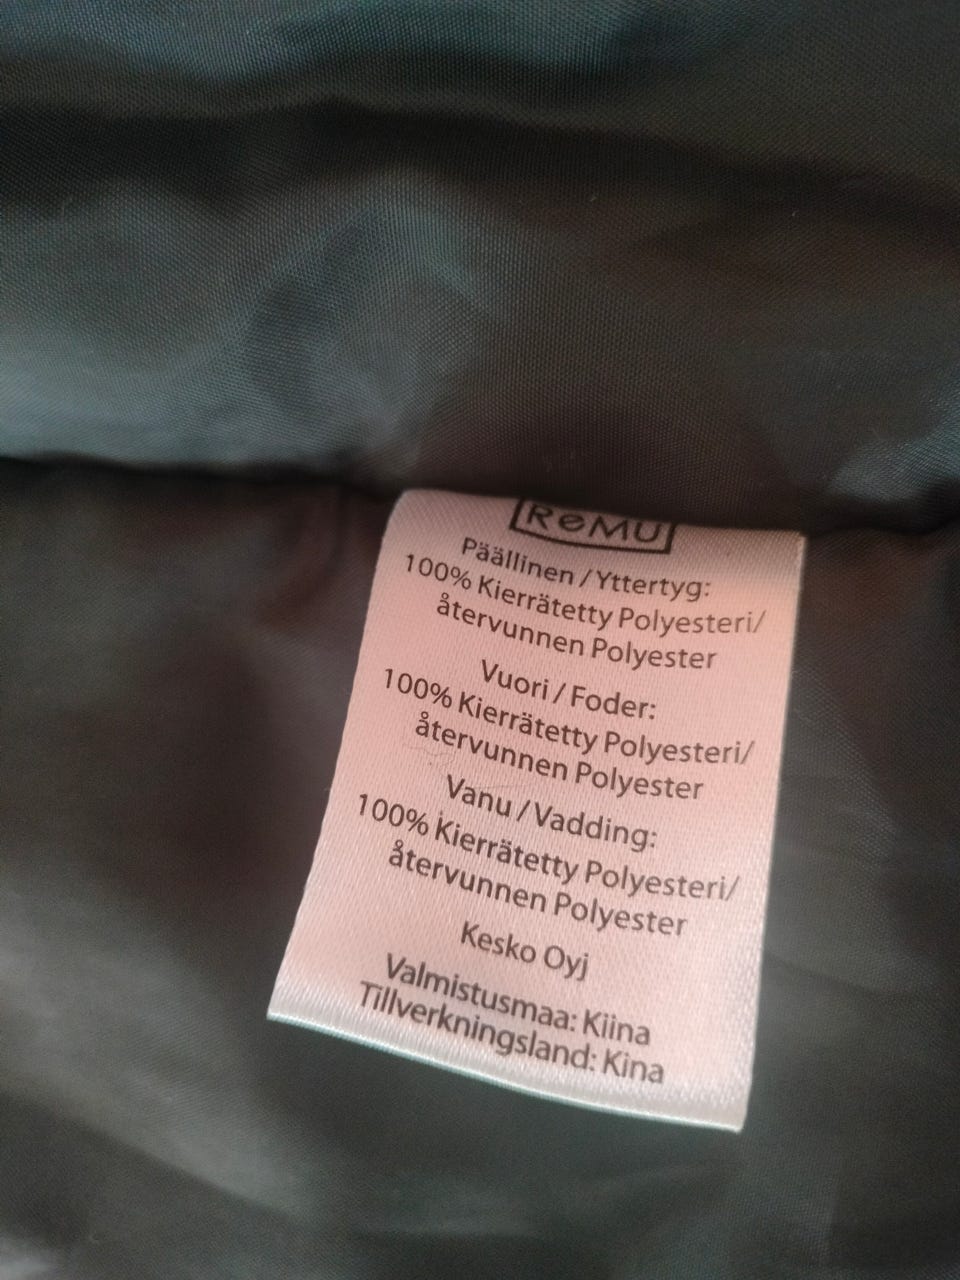 ReMU
Päällinen / Yttertyg:
100% Kierrätetty Polyesteri/
återvunnen Polyester
Vuori / Foder:
100% Kierrätetty Polyesteri/
återvunnen Polyester
Vanu / Vadding:
100% Kierrätetty Polyesteri/
återvunnen Polyester
Kesko Oyj
Valmistusmaa: Kiina
Tillverkningsland: Kina